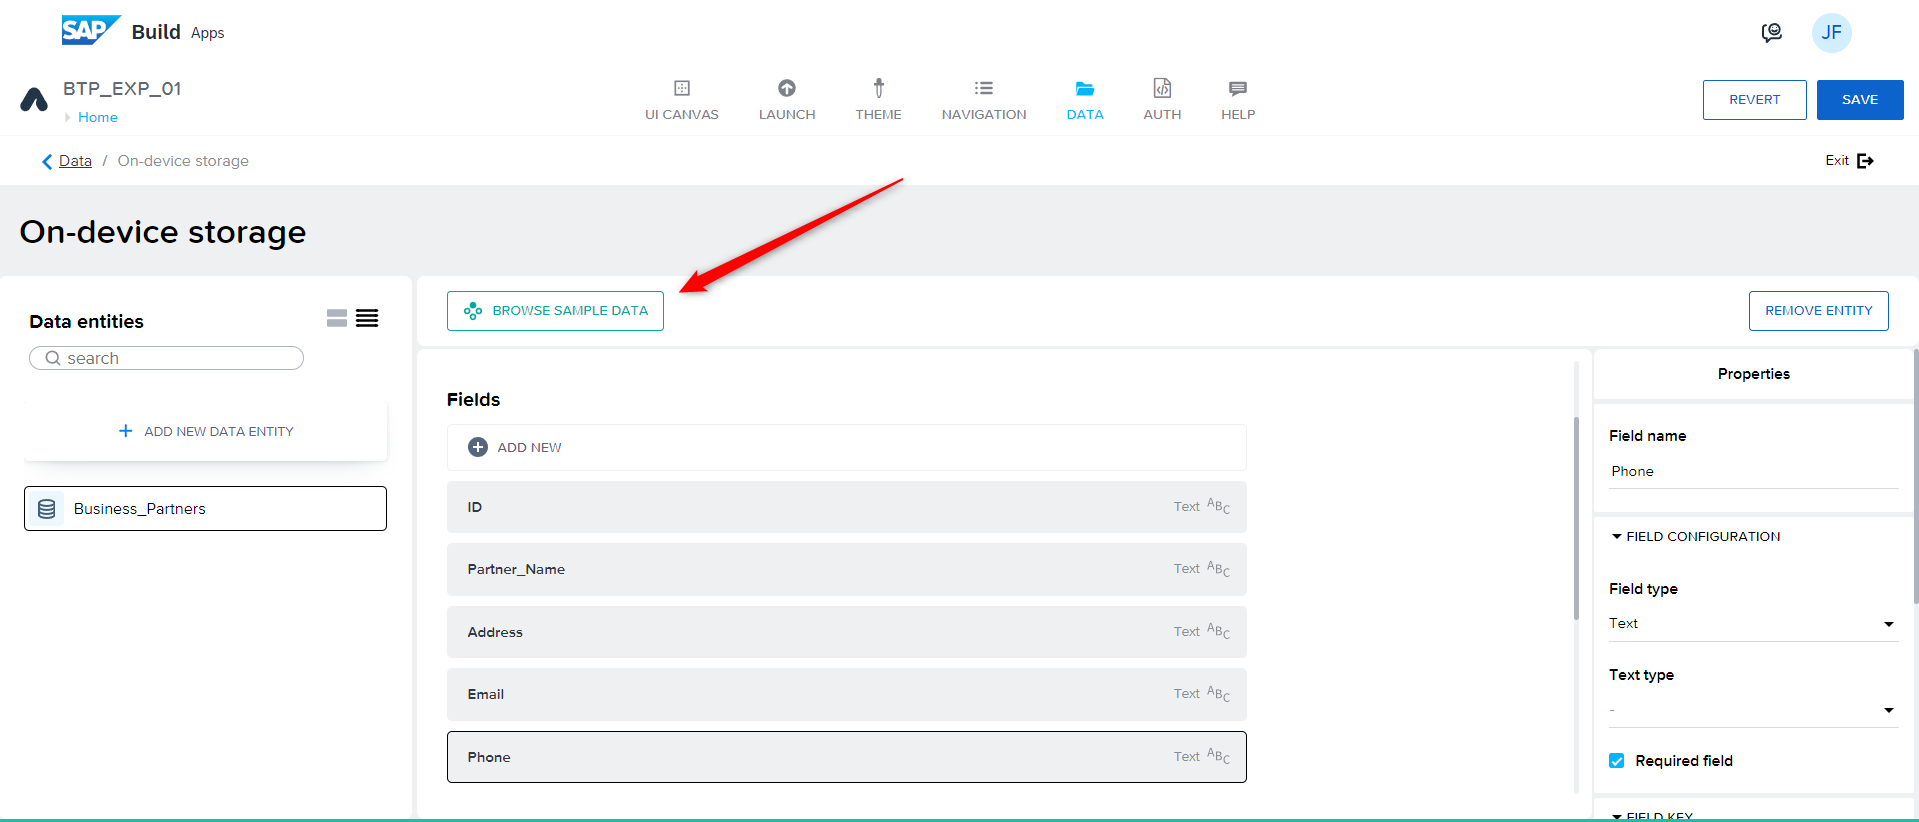 SAP Build Apps
JF
BTP_EXP_01
Home
UI CANVAS
LAUNCH
THEME
NAVIGATION
DATA
AUTH
HELP
REVERT
SAVE
Data / On-device storage
Exit
On-device storage
Data entities
search
ADD NEW DATA ENTITY
Business_Partners
BROWSE SAMPLE DATA
REMOVE ENTITY
Fields
ADD NEW
ID Text ABC
Partner_Name Text ABC
Address Text ABC
Email Text ABC
Phone Text ABC
Properties
Field name
Phone
FIELD CONFIGURATION
Field type
Text
Text type
-
Required field
FIELD KEY